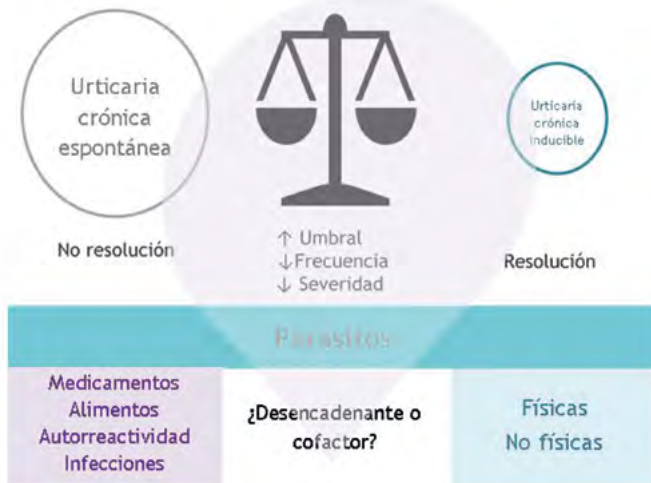 Urticaria
crónica
espontánea
Urticaria
crónica
inducible
No resolución
↑ Umbral
↓Frecuencia
↓ Severidad
Resolución
Parasitos
Medicamentos
Alimentos
Autorreactividad
Infecciones
¿Desencadenante o
cofactor?
Físicas
No físicas